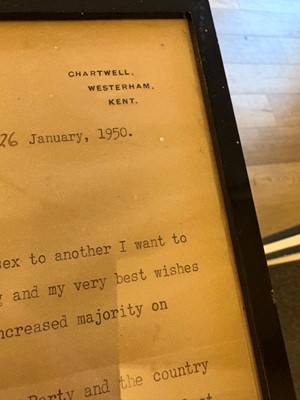 CHARTWELL,
WESTERHAM,
KENT.
26 January, 1950.
sex to another I want to
and my very best wishes
ncreased majority on
Party and the country